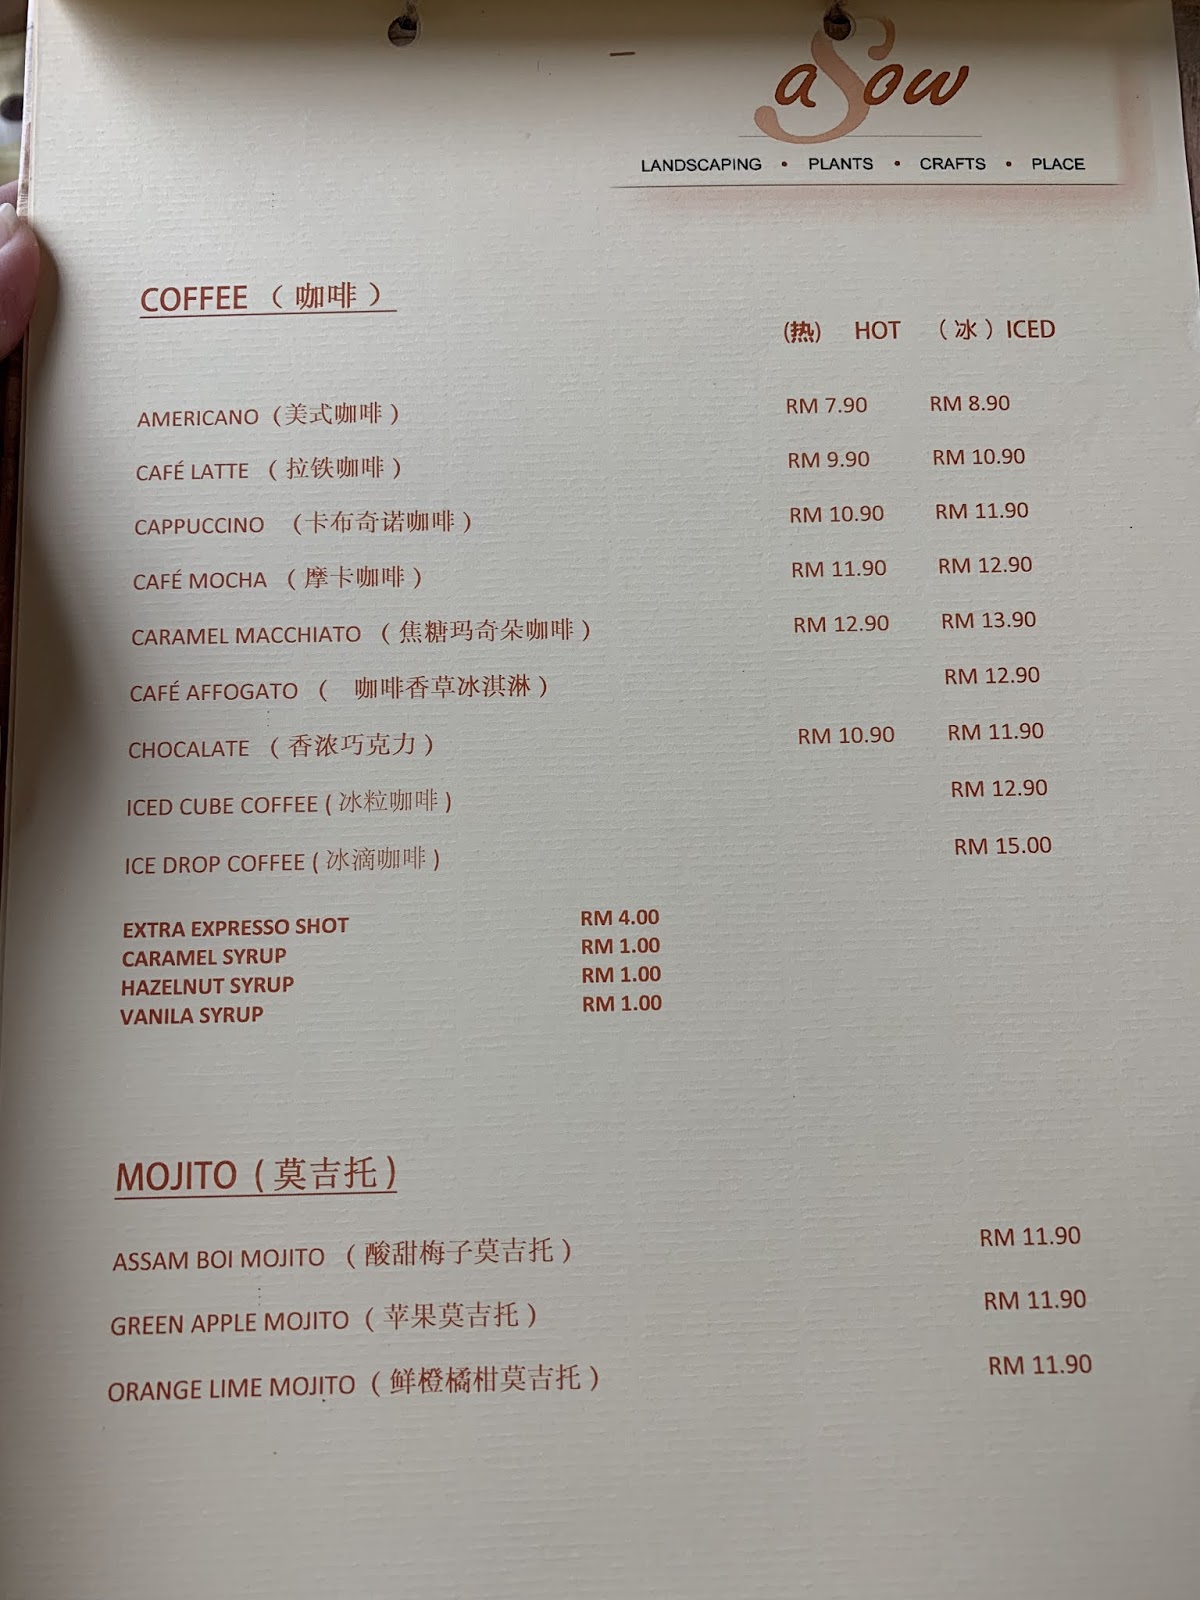 aSow
LANDSCAPING • PLANTS • CRAFTS • PLACE
COFFEE （ 咖啡 ）
(热) HOT （ 冰 ）ICED
AMERICANO （美式咖啡 ） RM 7.90 RM 8.90
CAFÉ LATTE （ 拉铁咖啡 ） RM 9.90 RM 10.90
CAPPUCCINO （卡布奇诺咖啡 ） RM 10.90 RM 11.90
CAFÉ MOCHA （ 摩卡咖啡 ） RM 11.90 RM 12.90
CARAMEL MACCHIATO （ 焦糖玛奇朵咖啡 ） RM 12.90 RM 13.90
CAFÉ AFFOGATO （ 咖啡香草冰淇淋 ） RM 12.90
CHOCALATE （ 香浓巧克力 ） RM 10.90 RM 11.90
ICED CUBE COFFEE ( 冰粒咖啡 ) RM 12.90
ICE DROP COFFEE ( 冰滴咖啡 ) RM 15.00
EXTRA EXPRESSO SHOT RM 4.00
CARAMEL SYRUP RM 1.00
HAZELNUT SYRUP RM 1.00
VANILA SYRUP RM 1.00
MOJITO ( 莫吉托 )
ASSAM BOI MOJITO （ 酸甜梅子莫吉托 ） RM 11.90
GREEN APPLE MOJITO （ 苹果莫吉托 ） RM 11.90
ORANGE LIME MOJITO （ 鲜橙橘柑莫吉托 ） RM 11.90